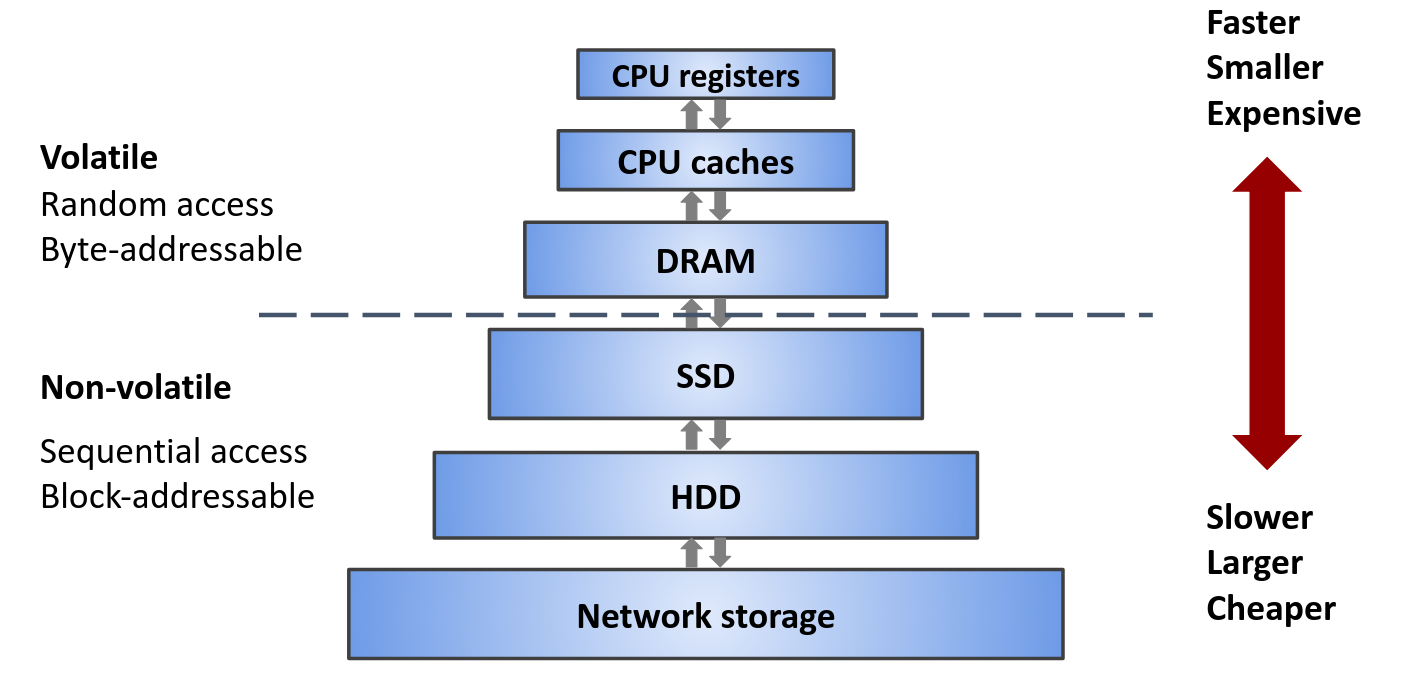 Faster
Smaller
Expensive
CPU registers
CPU caches
DRAM
Volatile
Random access
Byte-addressable
SSD
HDD
Network storage
Non-volatile
Sequential access
Block-addressable
Slower
Larger
Cheaper